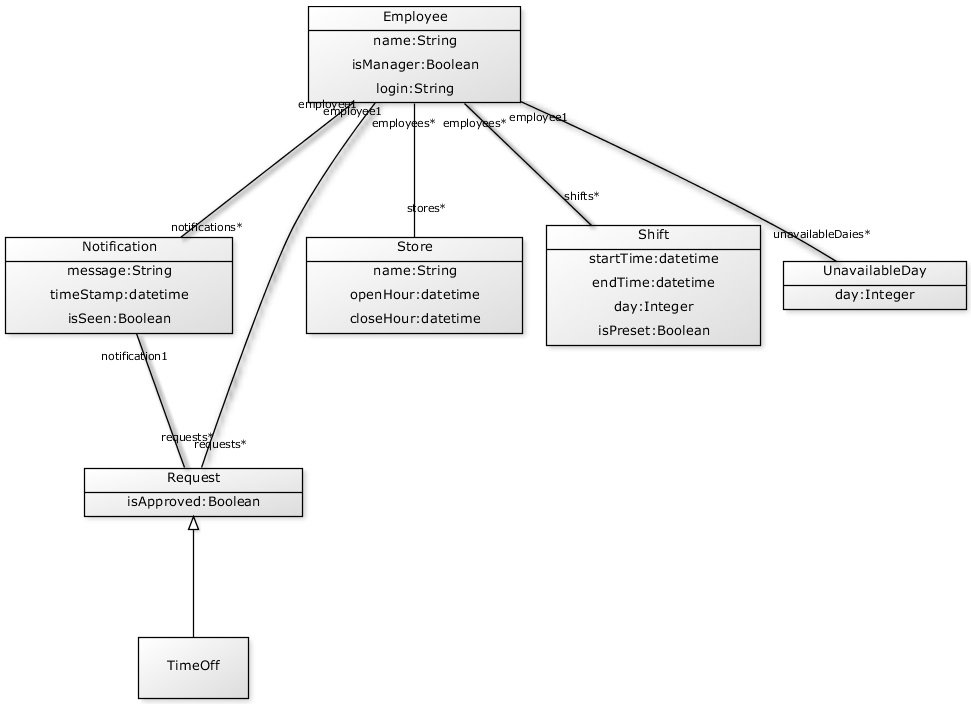 Employee
name:String
isManager:Boolean
login:String
employee1
employee1
employees*
employees*
employee1
notifications*
stores*
shifts*
unavailableDaies*
Notification
message:String
timeStamp:datetime
isSeen:Boolean
Store
name:String
openHour:datetime
closeHour:datetime
Shift
startTime:datetime
endTime:datetime
day:Integer
isPreset:Boolean
UnavailableDay
day:Integer
notification1
requests*
requests*
Request
isApproved:Boolean
TimeOff